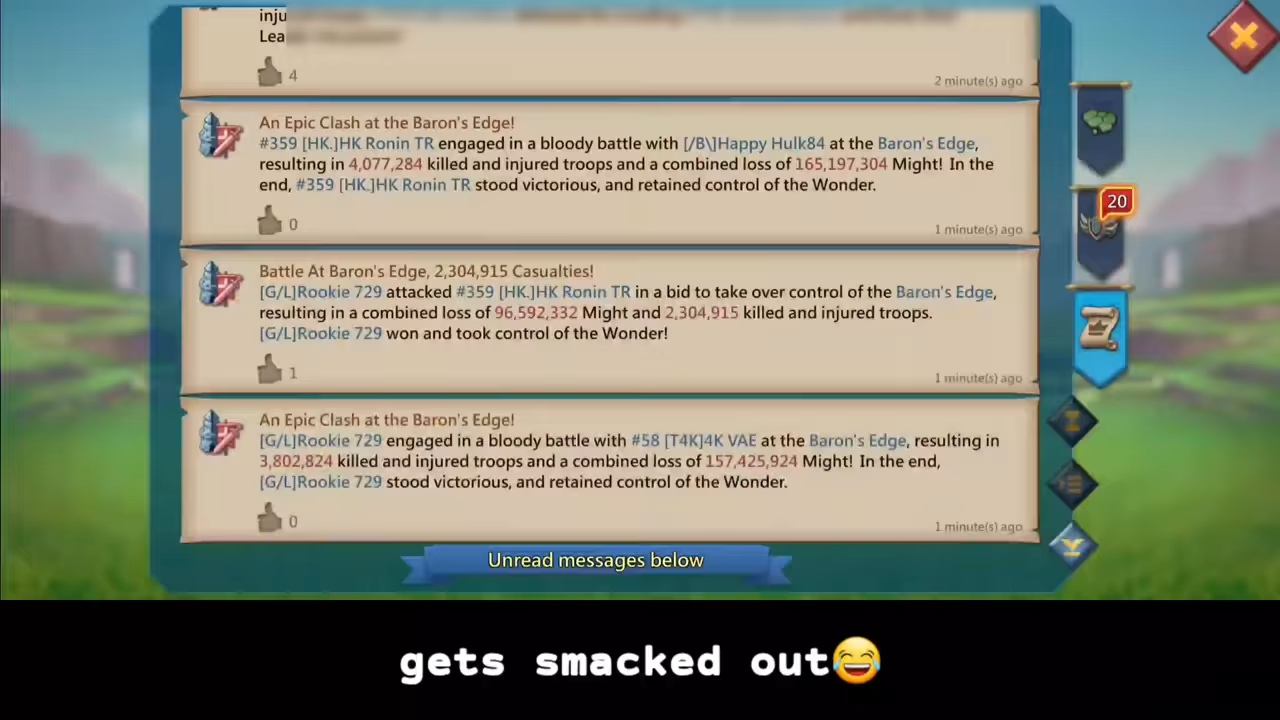 inju
Lea
4
2 minute(s) ago
An Epic Clash at the Baron's Edge!
#359 [HK.]HK Ronin TR engaged in a bloody battle with [/B\]Happy Hulk84 at the Baron's Edge,
resulting in 4,077,284 killed and injured troops and a combined loss of 165,197,304 Might! In the
end, #359 [HK.]HK Ronin TR stood victorious, and retained control of the Wonder.
0
1 minute(s) ago
20
Battle At Baron's Edge, 2,304,915 Casualties!
[G/L]Rookie 729 attacked #359 [HK.]HK Ronin TR in a bid to take over control of the Baron's Edge,
resulting in a combined loss of 96,592,332 Might and 2,304,915 killed and injured troops.
[G/L]Rookie 729 won and took control of the Wonder!
1
1 minute(s) ago
An Epic Clash at the Baron's Edge!
[G/L]Rookie 729 engaged in a bloody battle with #58 [T4K]4K VAE at the Baron's Edge, resulting in
3,802,824 killed and injured troops and a combined loss of 157,425,924 Might! In the end,
[G/L]Rookie 729 stood victorious, and retained control of the Wonder.
0
1 minute(s) ago
Unread messages below
gets smacked out😂